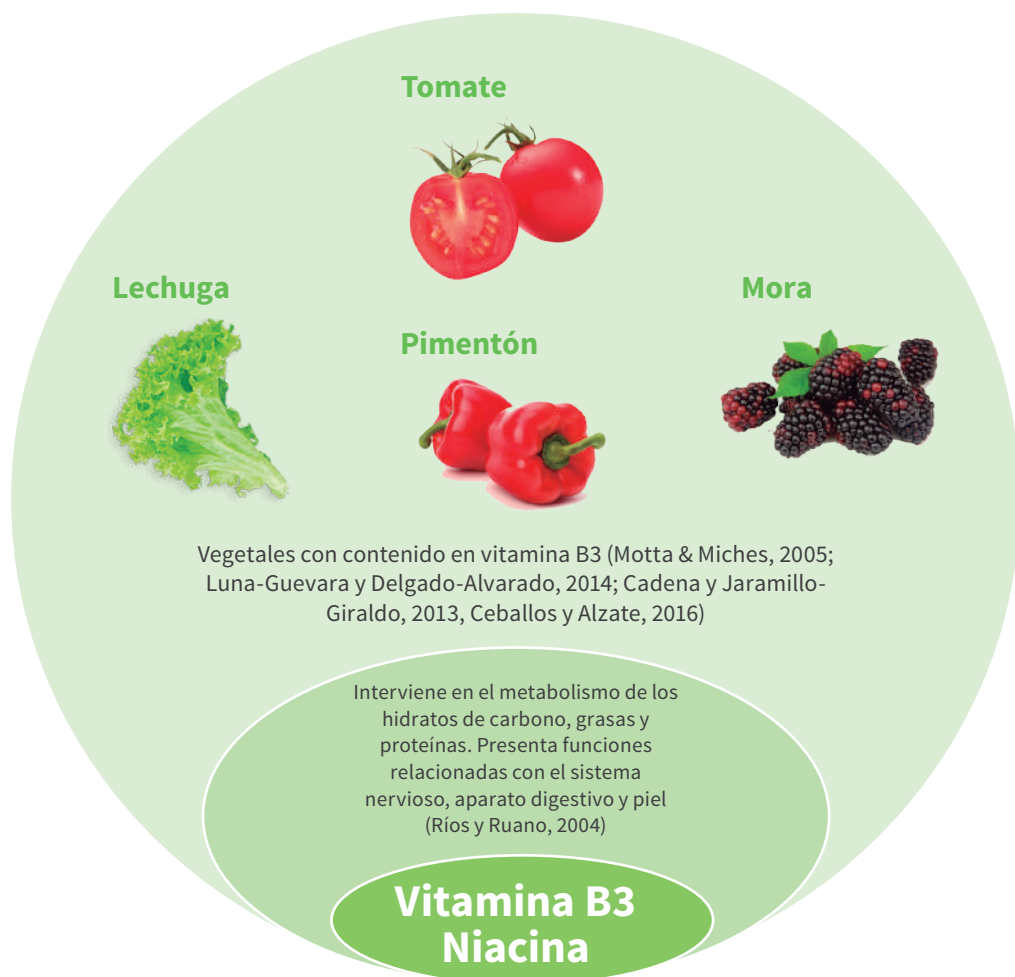 Tomate
Lechuga
Mora
Pimentón
Vegetales con contenido en vitamina B3 (Motta & Miches, 2005;
Luna-Guevara y Delgado-Alvarado, 2014; Cadena y Jaramillo-
Giraldo, 2013, Ceballos y Alzate, 2016)
Interviene en el metabolismo de los
hidratos de carbono, grasas y
proteínas. Presenta funciones
relacionadas con el sistema
nervioso, aparato digestivo y piel
(Ríos y Ruano, 2004)
Vitamina B3
Niacina